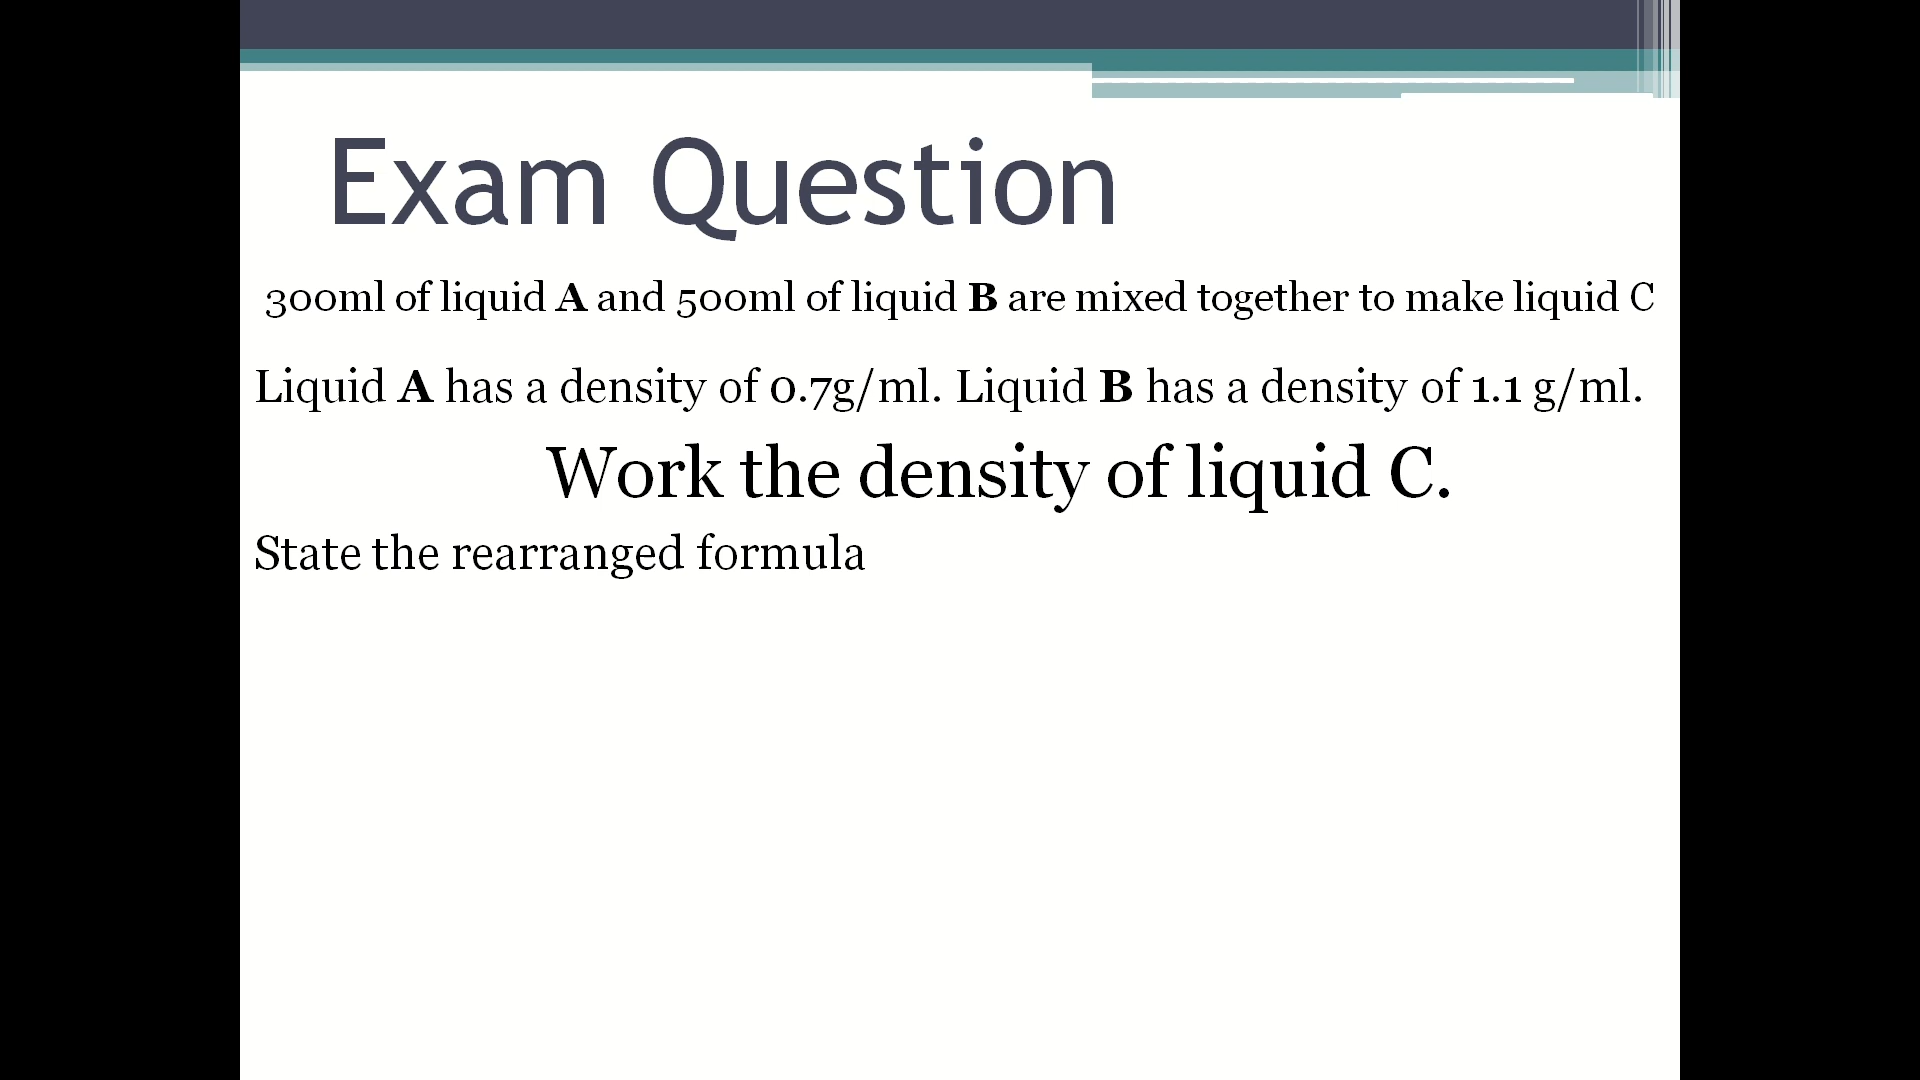 Exam Question
300ml of liquid A and 500ml of liquid B are mixed together to make liquid C
Liquid A has a density of 0.7g/ml. Liquid B has a density of 1.1 g/ml.
Work the density of liquid C.
State the rearranged formula